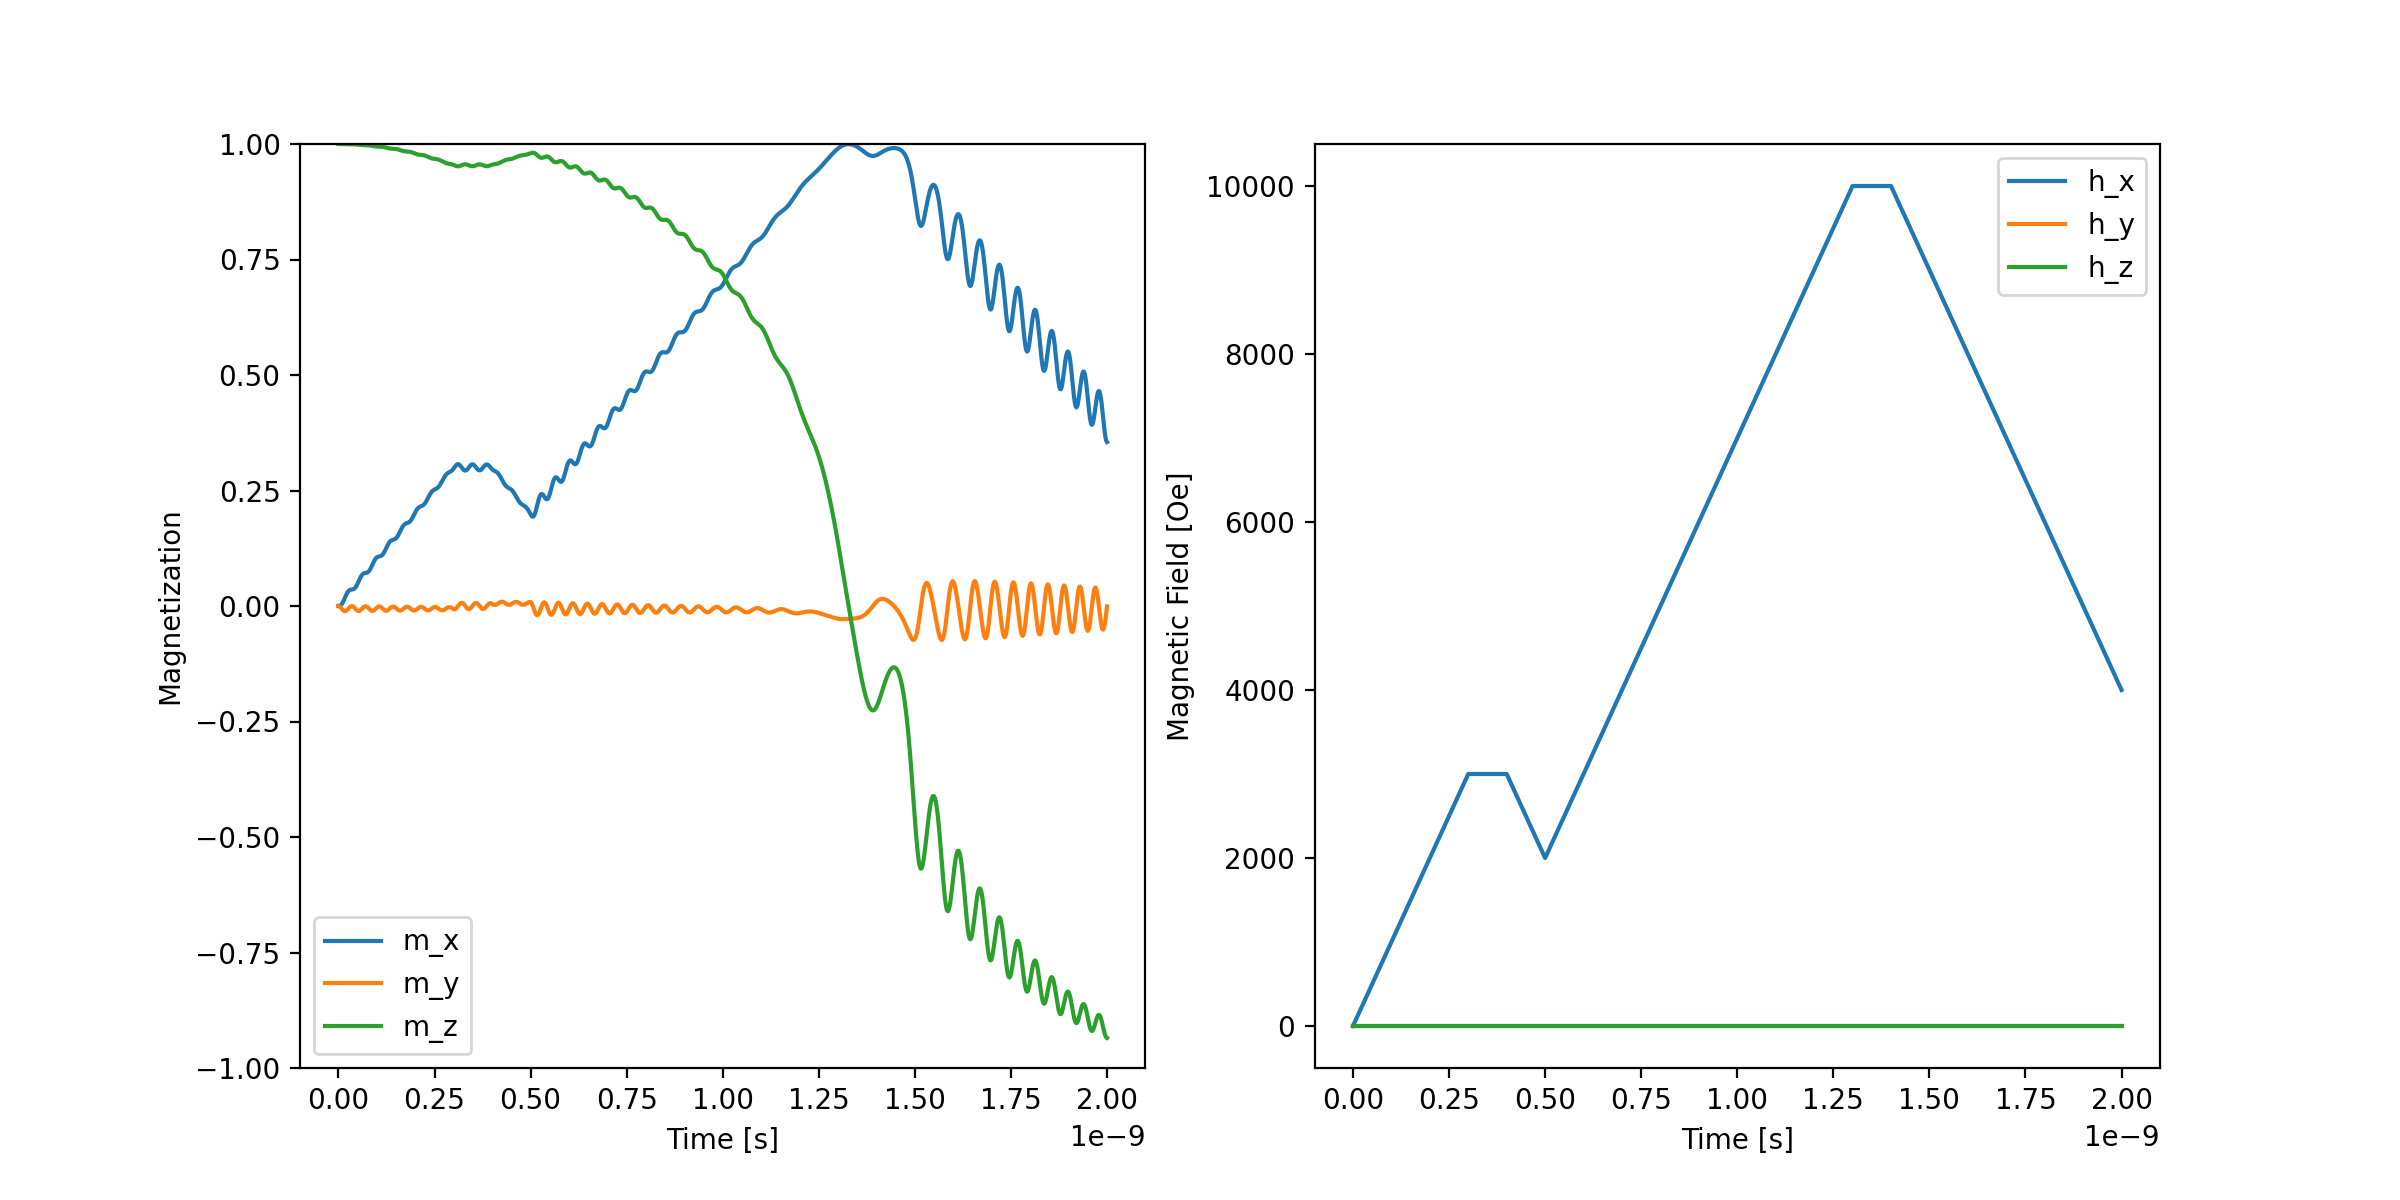 1.00
0.75
0.50
0.25
0.00
−0.25
−0.50
−0.75
−1.00
Magnetization
m_x
m_y
m_z
0.00 0.25 0.50 0.75 1.00 1.25 1.50 1.75 2.00
Time [s]
1e−9
10000
8000
6000
4000
2000
0
Magnetic Field [Oe]
h_x
h_y
h_z
0.00 0.25 0.50 0.75 1.00 1.25 1.50 1.75 2.00
Time [s]
1e−9